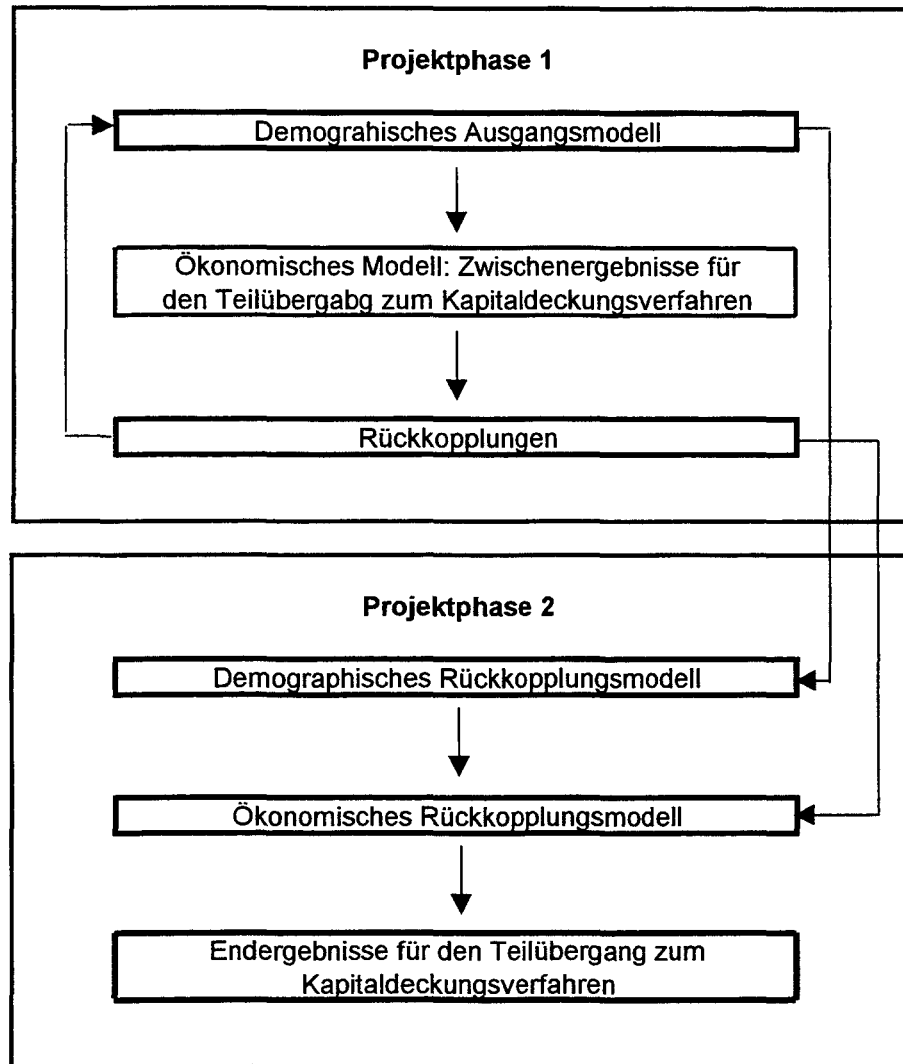 Projektphase 1
Demograhisches Ausgangsmodell
Ökonomisches Modell: Zwischenergebnisse für
den Teilübergabg zum Kapitaldeckungsverfahren
Rückkopplungen
Projektphase 2
Demographisches Rückkopplungsmodell
Ökonomisches Rückkopplungsmodell
Endergebnisse für den Teilübergang zum
Kapitaldeckungsverfahren